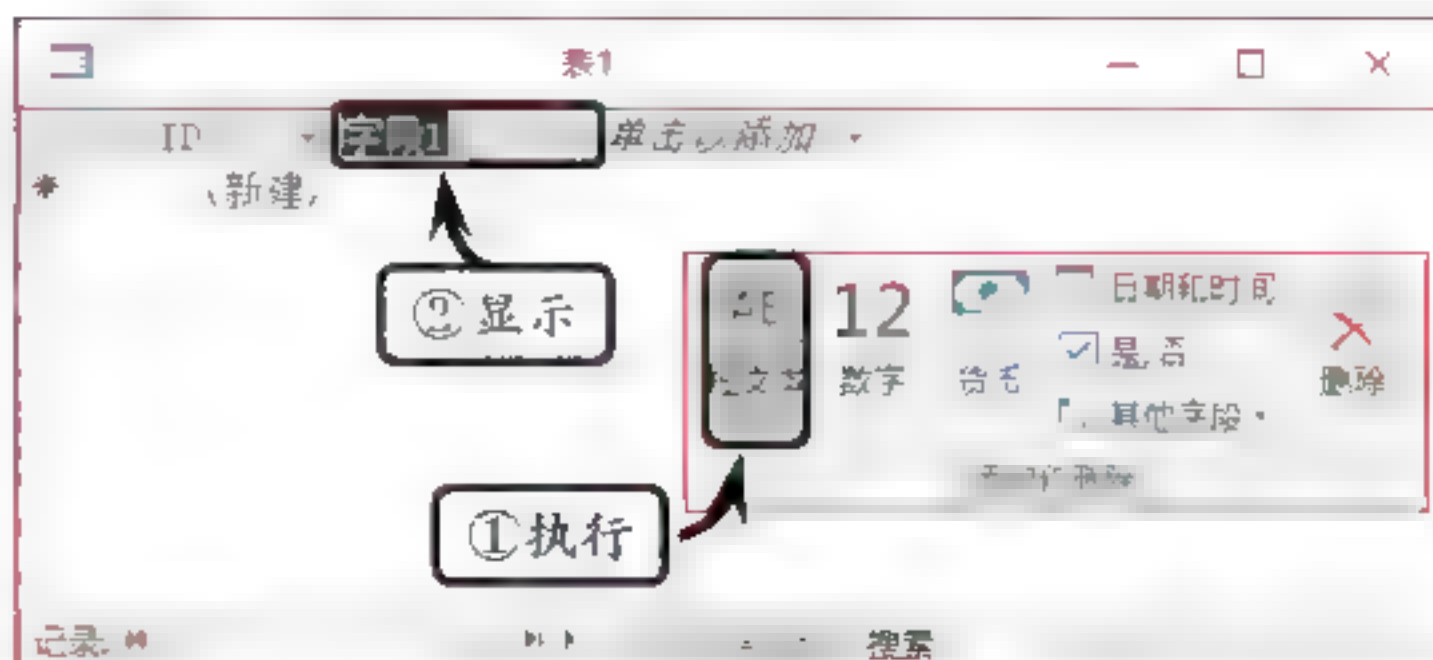 表1
ID 字段1 单击以添加
新建
②显示
12 日期和时间
是/否
数字 货币 删除
其他字段
①执行
记录: 搜索